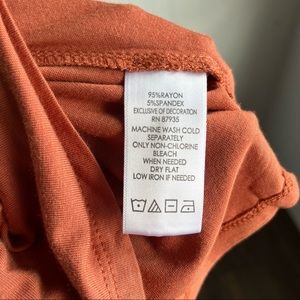 95%RAYON
5%SPANDEX
EXCLUSIVE OF DECORATION
RN 87935
MACHINE WASH COLD
SEPARATELY
ONLY NON-CHLORINE
BLEACH
WHEN NEEDED
DRY FLAT
LOW IRON IF NEEDED